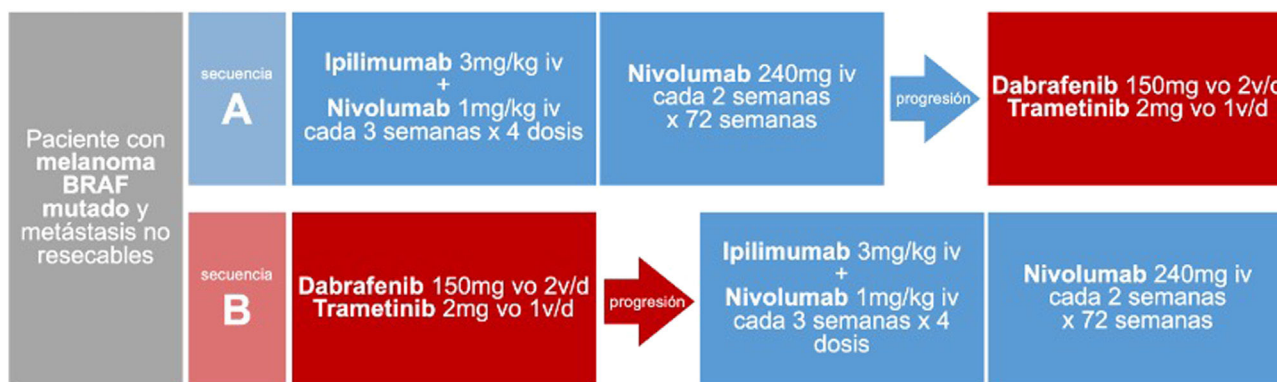 Paciente con
melanoma
BRAF
mutado y
metástasis no
resecables
secuencia
A
Ipilimumab 3mg/kg iv
+
Nivolumab 1mg/kg iv
cada 3 semanas x 4 dosis
Nivolumab 240mg iv
cada 2 semanas
x 72 semanas
progresión
Dabrafenib 150mg vo 2v/d
Trametinib 2mg vo 1v/d
secuencia
B
Dabrafenib 150mg vo 2v/d
Trametinib 2mg vo 1v/d
progresión
Ipilimumab 3mg/kg iv
+
Nivolumab 1mg/kg iv
cada 3 semanas x 4
dosis
Nivolumab 240mg iv
cada 2 semanas
x 72 semanas